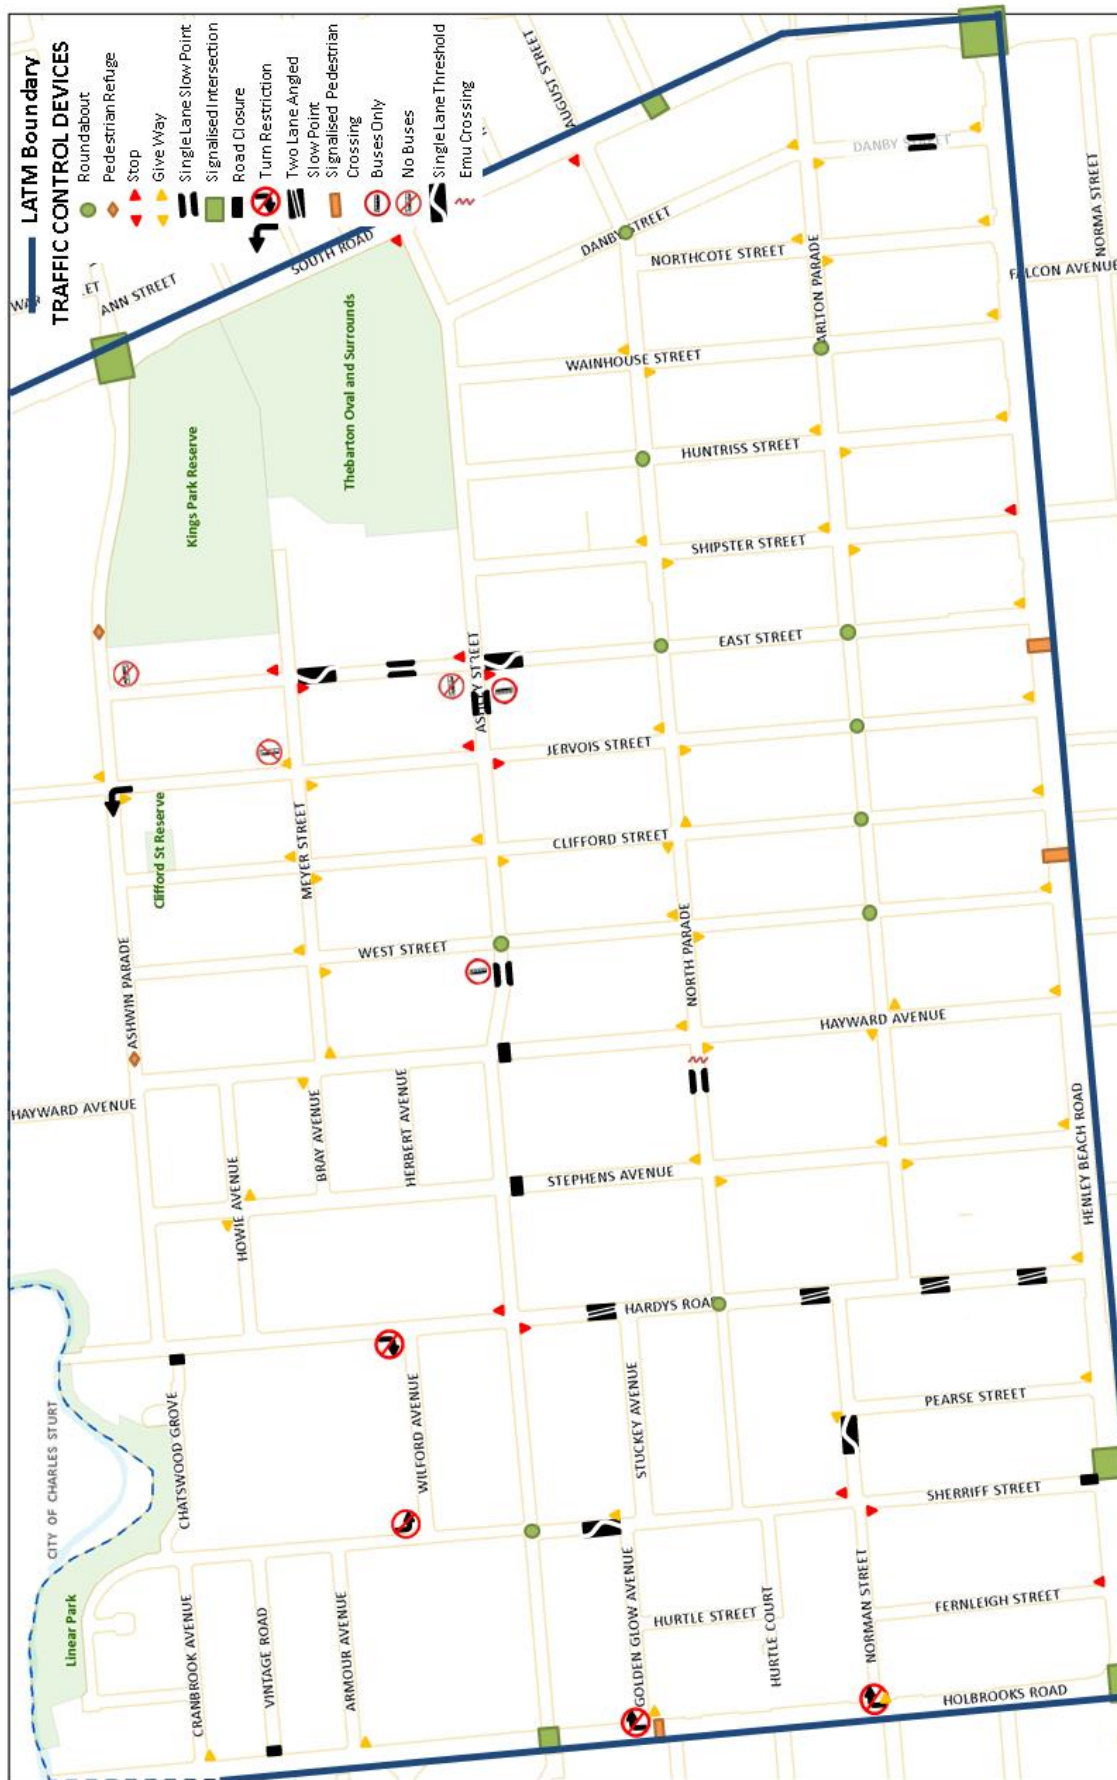 LATM Boundary
TRAFFIC CONTROL DEVICES
Roundabout
Pedestrian Refuge
Stop
Give Way
Single Lane Slow Point
Signalised Intersection
Road Closure
Turn Restriction
Two Lane Angled
Slow Point
Signalised Pedestrian
Crossing
Buses Only
No Buses
Single Lane Threshold
Emu Crossing
AUGUST STREET
ANN STREET
SOUTH ROAD
DANBY STREET
DANBY STREET
NORTHCOTE STREET
ARLTON PARADE
FALCON AVENUE
NORMA STREET
WAINHOUSE STREET
Kings Park Reserve
Thebarton Oval and Surrounds
HUNTRISS STREET
SHIPSTER STREET
EAST STREET
ASHLEY STREET
JERVOIS STREET
Clifford St Reserve
MEYER STREET
CLIFFORD STREET
WEST STREET
NORTH PARADE
ASHWIN PARADE
HAYWARD AVENUE
HAYWARD AVENUE
BRAY AVENUE
HERBERT AVENUE
HOWIE AVENUE
STEPHENS AVENUE
HENLEY BEACH ROAD
HARDYS ROAD
CITY OF CHARLES STURT
CHATSWOOD GROVE
WILFORD AVENUE
STUCKEY AVENUE
PEARSE STREET
SHERRIFF STREET
Linear Park
CRANBROOK AVENUE
VINTAGE ROAD
ARMOUR AVENUE
GOLDEN GLOW AVENUE
HURTLE STREET
HURTLE COURT
NORMAN STREET
FERNLEIGH STREET
HOLBROOKS ROAD